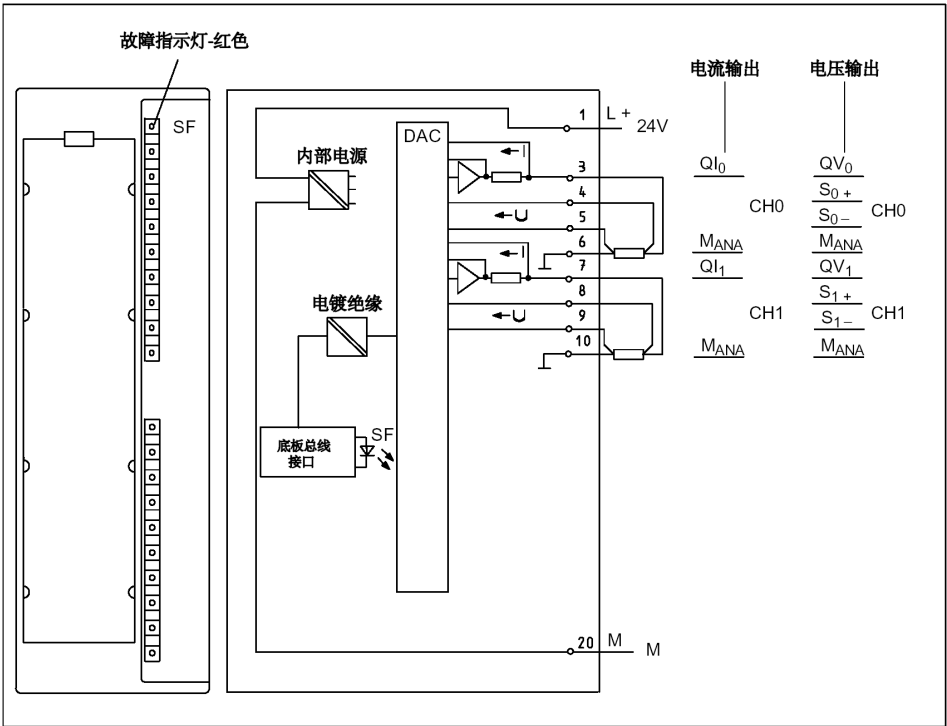 故障指示灯-红色
SF
内部电源
电镀绝缘
底板总线
接口
SF
DAC
I
U
I
U
1 L + 24V
3
4
5
6
7
8
9
10
20 M M
电流输出 电压输出
QI0 QV0
S0 +
CH0 CH0
S0 –
MANA MANA
QI1 QV1
S1 +
CH1 CH1
S1 –
MANA MANA